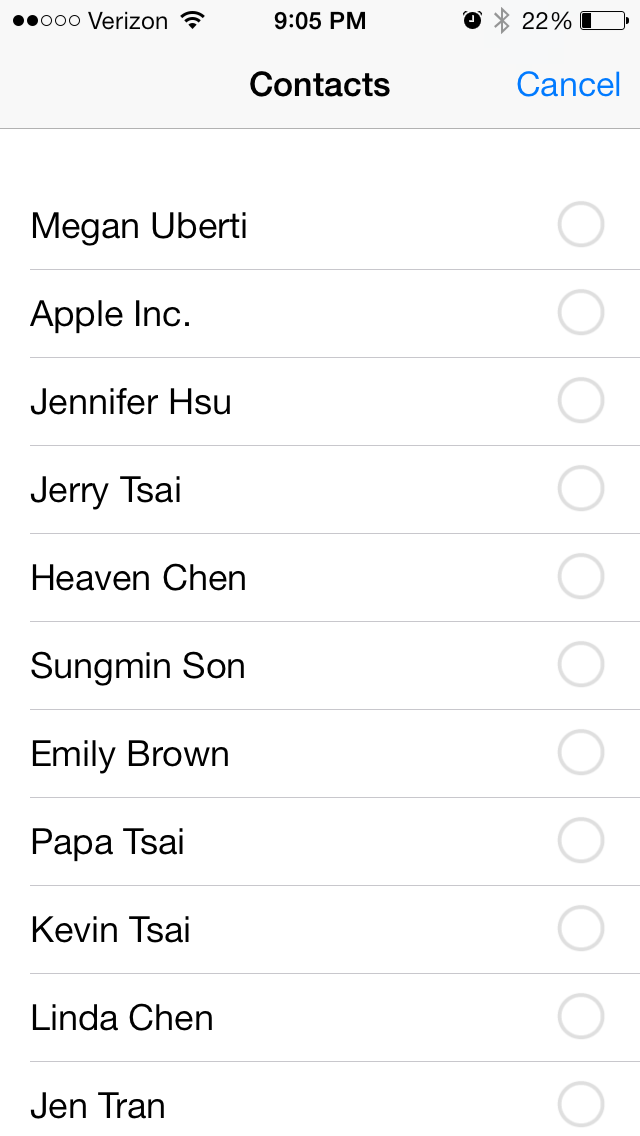 Verizon 9:05 PM 22%
Contacts Cancel
Megan Uberti
Apple Inc.
Jennifer Hsu
Jerry Tsai
Heaven Chen
Sungmin Son
Emily Brown
Papa Tsai
Kevin Tsai
Linda Chen
Jen Tran